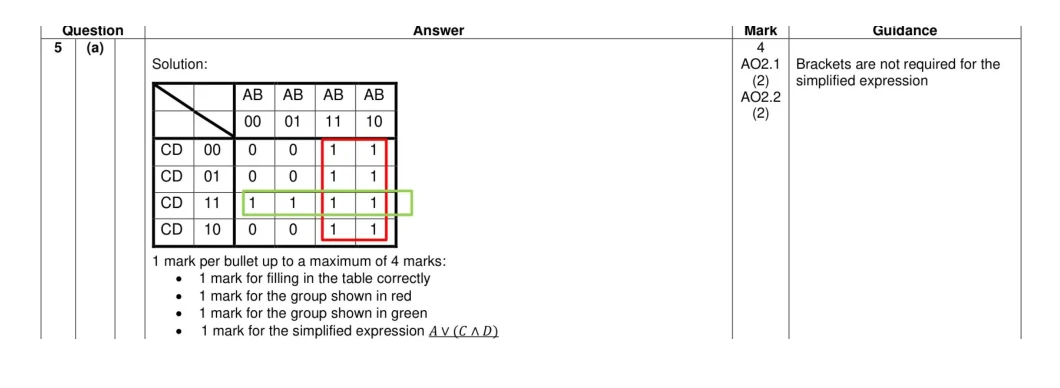 Question Answer Mark Guidance
5 (a) 4
Solution: AO2.1 Brackets are not required for the
(2) simplified expression
AO2.2
(2)
AB AB AB AB
00 01 11 10
CD 00 0 0 1 1
CD 01 0 0 1 1
CD 11 1 1 1 1
CD 10 0 0 1 1
1 mark per bullet up to a maximum of 4 marks:
• 1 mark for filling in the table correctly
• 1 mark for the group shown in red
• 1 mark for the group shown in green
• 1 mark for the simplified expression A ∨ (C ∧ D)